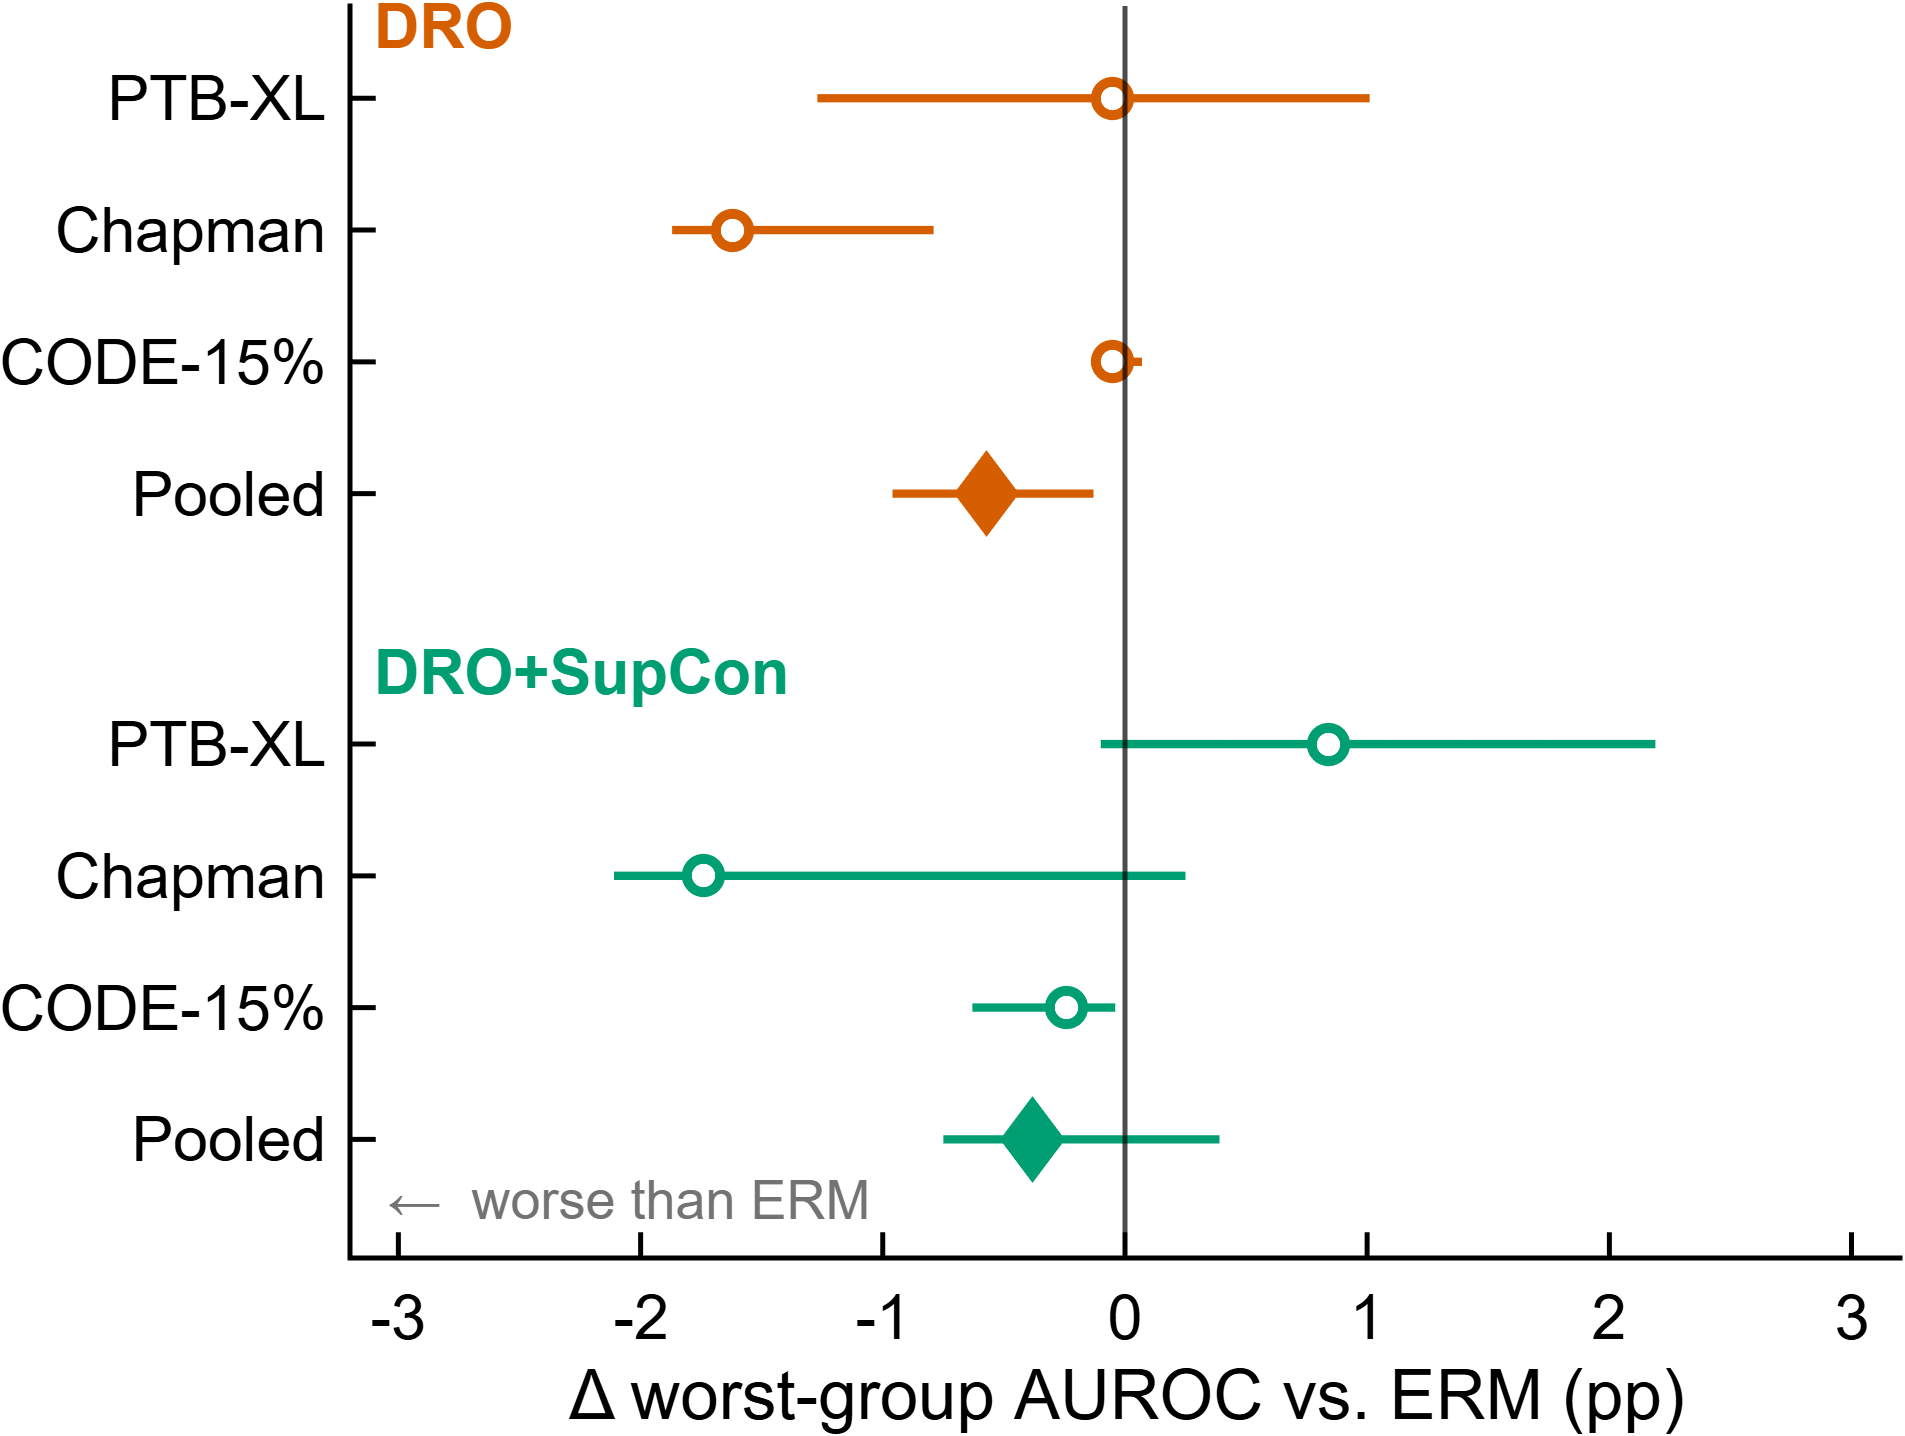 DRO
PTB-XL
Chapman
CODE-15%
Pooled
DRO+SupCon
PTB-XL
Chapman
CODE-15%
Pooled
← worse than ERM
-3 -2 -1 0 1 2 3
Δ worst-group AUROC vs. ERM (pp)